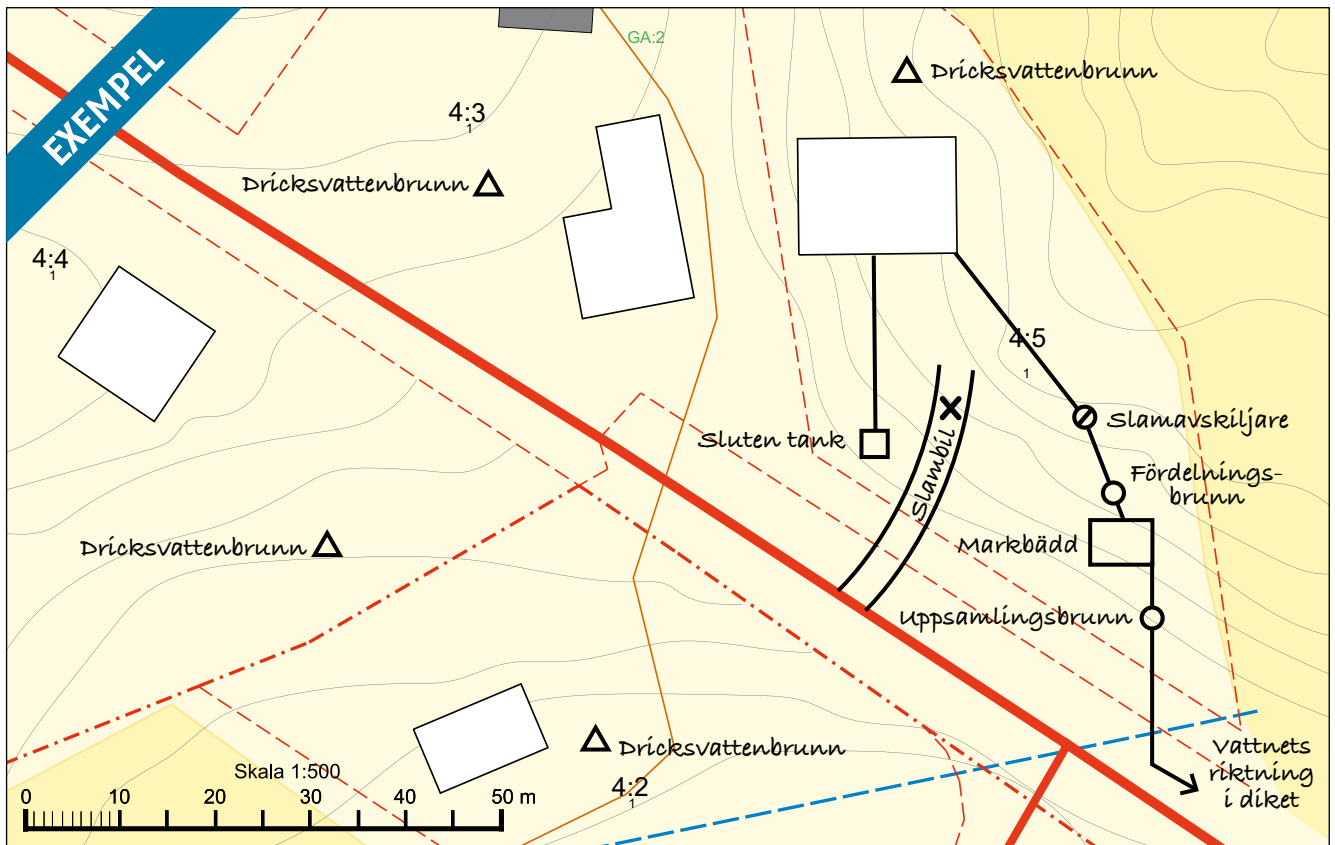 EXEMPEL
GA:2
Dricksvattenbrunn
4:3
1
Dricksvattenbrunn
4:4
1
4:5
1
Slamavskiljare
Sluten tank
Slambil
Fördelnings-
brunn
Markbädd
Dricksvattenbrunn
Uppsamlingsbrunn
Dricksvattenbrunn
Vattnets
riktning
i diket
4:2
1
Skala 1:500
0 10 20 30 40 50 m